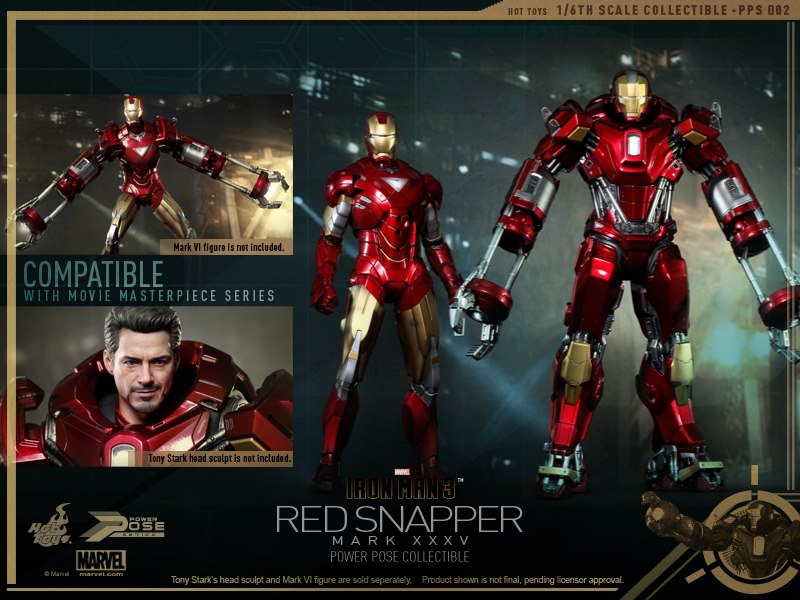 HOT TOYS 1/6TH SCALE COLLECTIBLE -PPS 002
Mark VI figure is not included.
COMPATIBLE
WITH MOVIE MASTERPIECE SERIES
Tony Stark head sculpt is not included.
MARVEL
IRON MAN 3™
RED SNAPPER
MARK XXXV
POWER POSE COLLECTIBLE
Hot Toys
POWER POSE SERIES
© Marvel
MARVEL
marvel.com
Tony Stark's head sculpt and Mark VI figure are sold seperately. Product shown is not final, pending licensor approval.